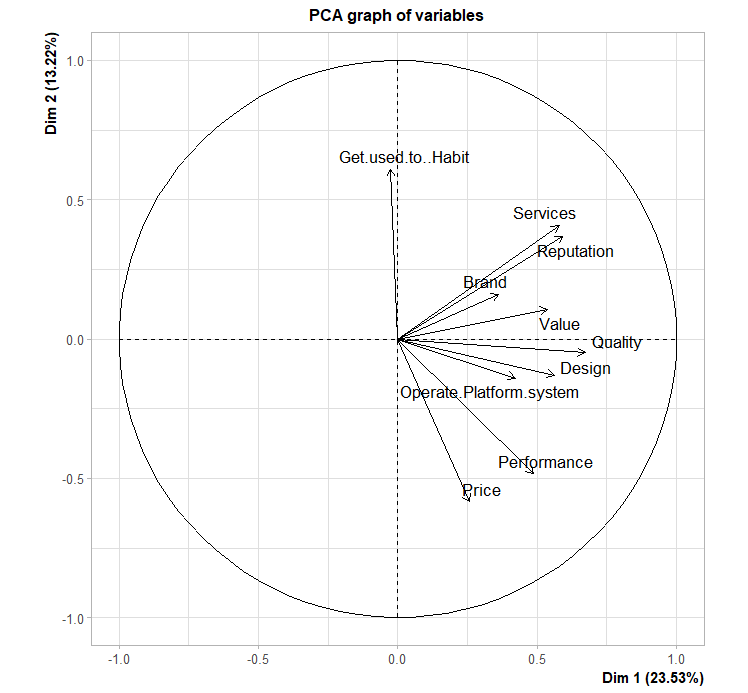 PCA graph of variables
Dim 2 (13.22%)
1.0
0.5
0.0
-0.5
-1.0
Get.used.to..Habit
Services
Reputation
Brand
Value
Quality
Design
Operate.Platform.system
Performance
Price
-1.0
-0.5
0.0
0.5
1.0
Dim 1 (23.53%)